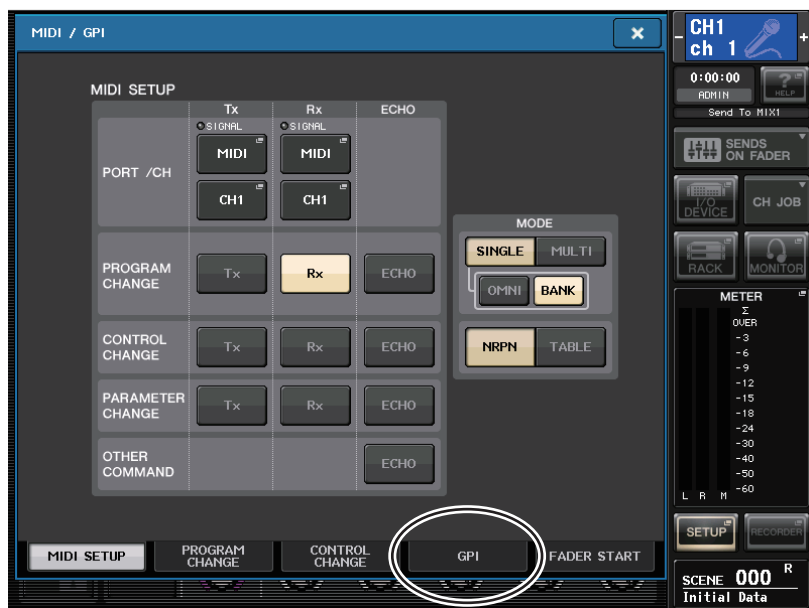 MIDI / GPI
×
MIDI SETUP
Tx Rx ECHO
SIGNAL SIGNAL
PORT /CH
MIDI MIDI
CH1 CH1
PROGRAM
CHANGE
Tx Rx ECHO
CONTROL
CHANGE
Tx Rx ECHO
PARAMETER
CHANGE
Tx Rx ECHO
OTHER
COMMAND
ECHO
MODE
SINGLE MULTI
OMNI BANK
NRPN TABLE
MIDI SETUP
PROGRAM
CHANGE
CONTROL
CHANGE
GPI
FADER START
- CH1 +
ch 1
0:00:00
ADMIN
?
HELP
Send To MIX1
SENDS
ON FADER
I/O
DEVICE
CH JOB
RACK
MONITOR
METER
Σ
OVER
-3
-6
-9
-12
-15
-18
-24
-30
-40
-50
-60
L R M
SETUP
RECORDER
SCENE 000 R
Initial Data